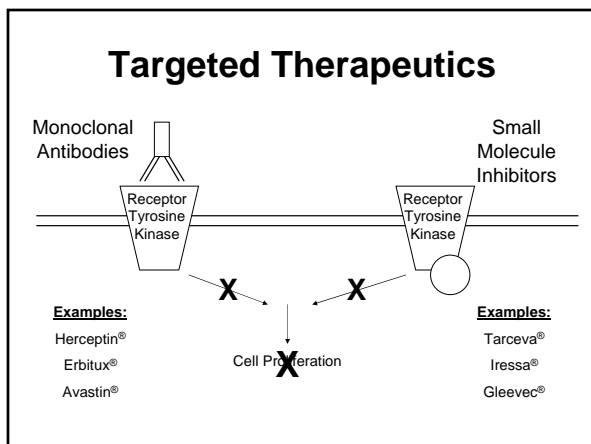 Targeted Therapeutics
Monoclonal
Antibodies
Small
Molecule
Inhibitors
Receptor
Tyrosine
Kinase
Receptor
Tyrosine
Kinase
X
X
Examples:
Herceptin®
Erbitux®
Avastin®
Cell Proliferation
X
Examples:
Tarceva®
Iressa®
Gleevec®